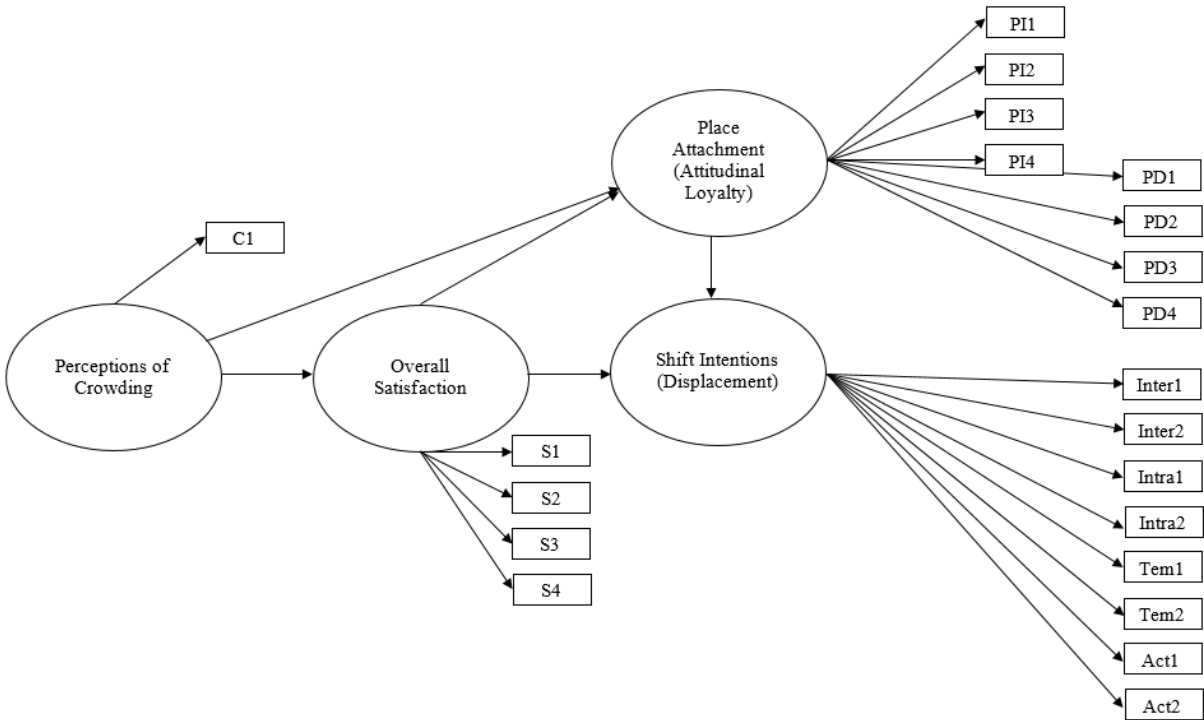 PI1
PI2
PI3
PI4
Place
Attachment
(Attitudinal
Loyalty)
PD1
PD2
PD3
PD4
C1
Perceptions of
Crowding
Overall
Satisfaction
Shift Intentions
(Displacement)
S1
S2
S3
S4
Inter1
Inter2
Intra1
Intra2
Tem1
Tem2
Act1
Act2